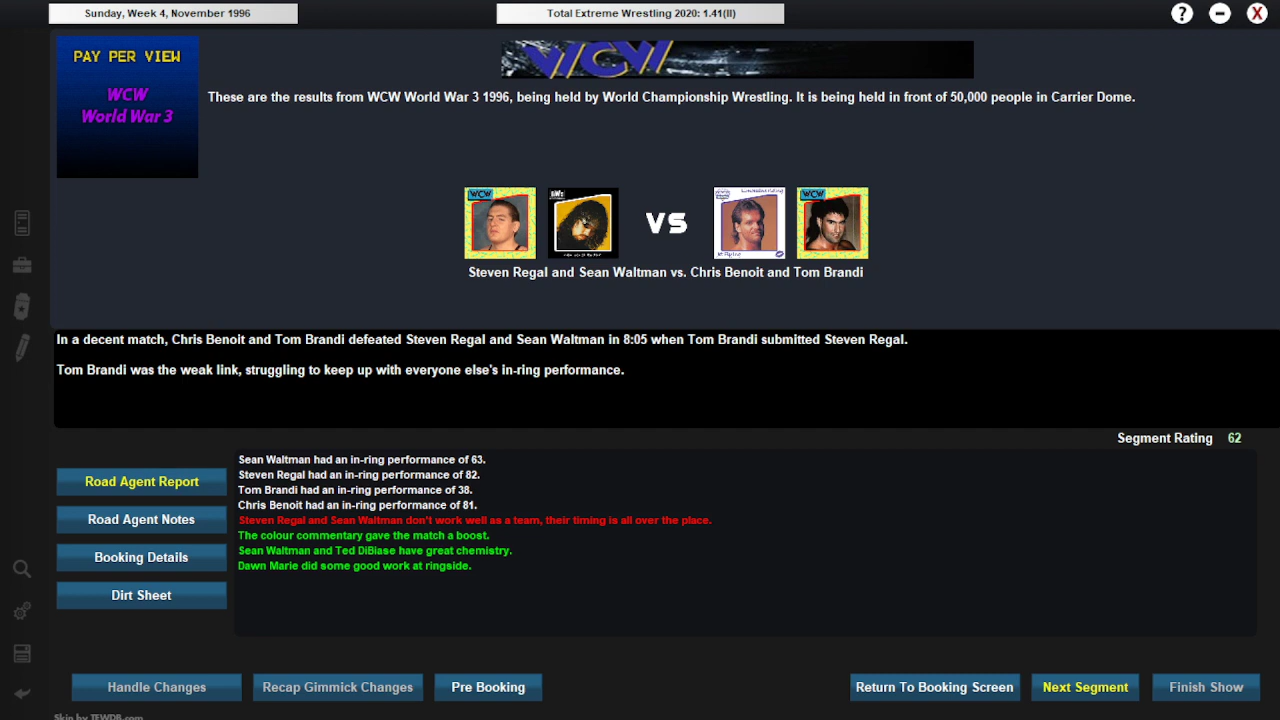 Sunday, Week 4, November 1996
Total Extreme Wrestling 2020: 1.41(II)
?
X
PAY PER VIEW
WCW
World War 3
WCW
These are the results from WCW World War 3 1996, being held by World Championship Wrestling. It is being held in front of 50,000 people in Carrier Dome.
WCW
VS
WCW
Steven Regal and Sean Waltman vs. Chris Benoit and Tom Brandi
In a decent match, Chris Benoit and Tom Brandi defeated Steven Regal and Sean Waltman in 8:05 when Tom Brandi submitted Steven Regal.
Tom Brandi was the weak link, struggling to keep up with everyone else's in-ring performance.
Segment Rating 62
Road Agent Report
Road Agent Notes
Booking Details
Dirt Sheet
Sean Waltman had an in-ring performance of 63.
Steven Regal had an in-ring performance of 82.
Tom Brandi had an in-ring performance of 38.
Chris Benoit had an in-ring performance of 81.
Steven Regal and Sean Waltman don't work well as a team, their timing is all over the place.
The colour commentary gave the match a boost.
Sean Waltman and Ted DiBiase have great chemistry.
Dawn Marie did some good work at ringside.
Handle Changes
Recap Gimmick Changes
Pre Booking
Return To Booking Screen
Next Segment
Finish Show
Skin by TEWDB.com